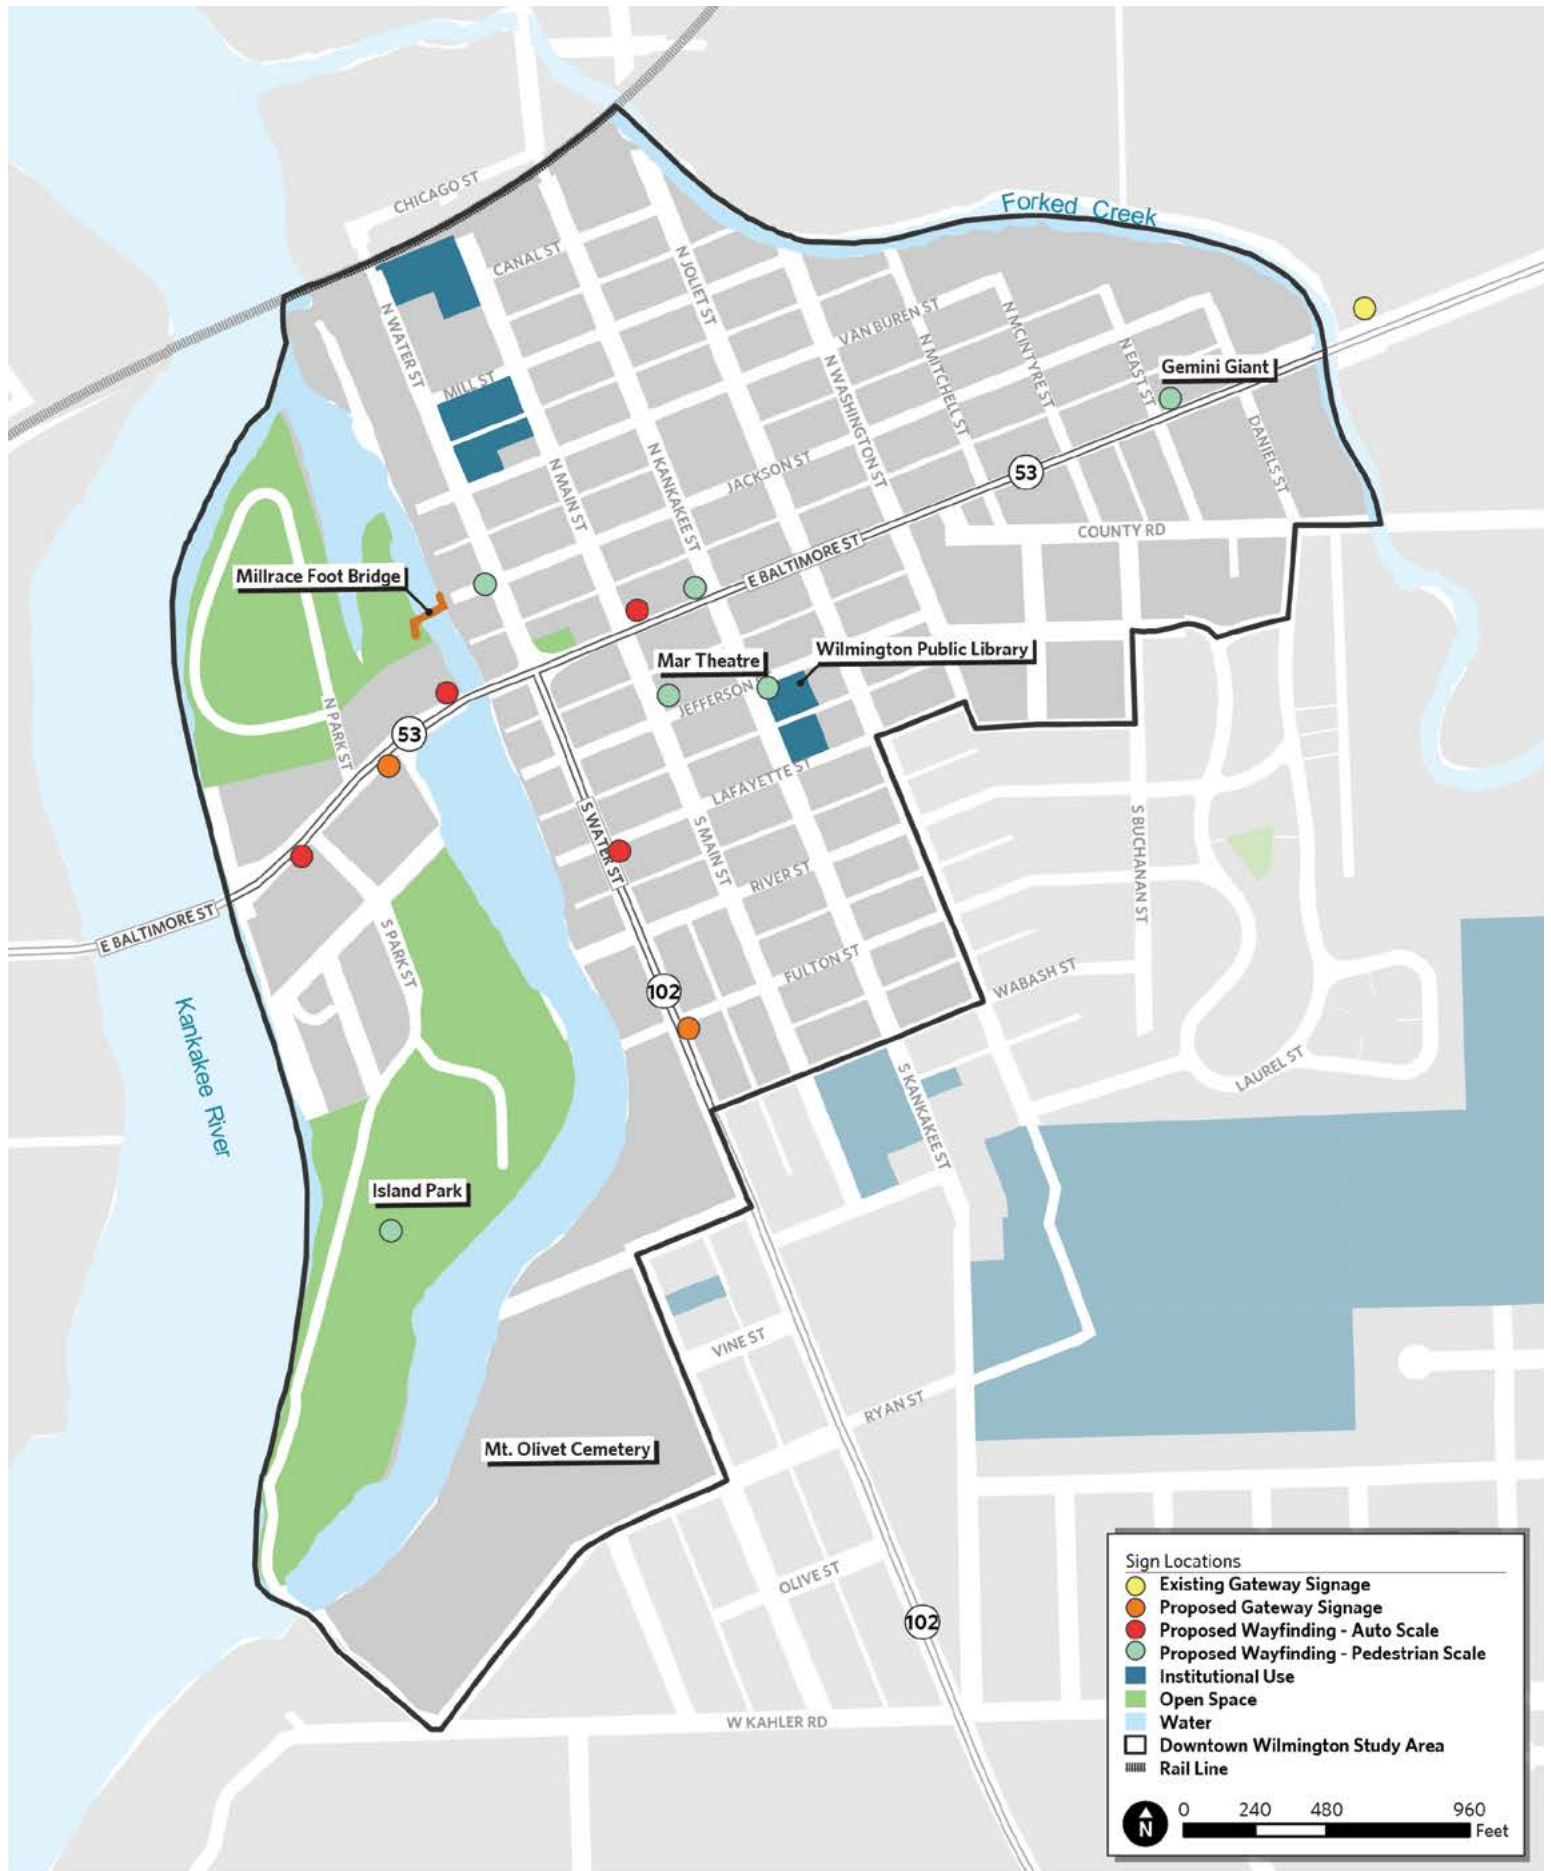 Forked Creek
CHICAGO ST
CANAL ST
N JOLIET ST
N WATER ST
VAN BUREN ST
N MCINTYRE ST
N MITCHELL ST
N EAST ST
Gemini Giant
MILL ST
N WASHINGTON ST
DANIELS ST
N KANKAKEE ST
JACKSON ST
53
N MAIN ST
COUNTY RD
E BALTIMORE ST
Millrace Foot Bridge
Wilmington Public Library
Mar Theatre
JEFFERSON
N PARK ST
53
LAFAYETTE ST
S WATER ST
S MAIN ST
S BUCHANAN ST
RIVER ST
E BALTIMORE ST
S PARK ST
FULTON ST
WABASH ST
102
Kankakee River
LAUREL ST
S KANKAKEE ST
Island Park
VINE ST
RYAN ST
Mt. Olivet Cemetery
OLIVE ST
102
W KAHLER RD
Sign Locations
Existing Gateway Signage
Proposed Gateway Signage
Proposed Wayfinding - Auto Scale
Proposed Wayfinding - Pedestrian Scale
Institutional Use
Open Space
Water
Downtown Wilmington Study Area
Rail Line
N
0 240 480 960
Feet